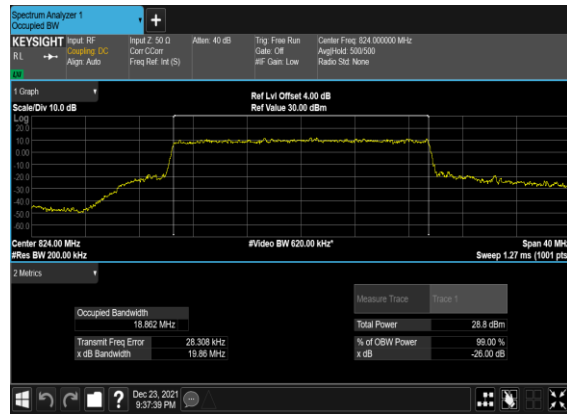 Spectrum Analyzer 1
Occupied BW
+
KEYSIGHT Input: RF Input Z: 50 Ω Atten: 40 dB Trig: Free Run Center Freq: 824.000000 MHz
RL Coupling: DC Corr CCorr Gate: Off Avg|Hold: 500/500
Align: Auto Freq Ref: Int (S) #IF Gain: Low Radio Std: None
LW
1 Graph
Ref Lvl Offset 4.00 dB
Scale/Div 10.0 dB Ref Value 30.00 dBm
Log
20.0
10.0
0.00
-10.0
-20.0
-30.0
-40.0
-50.0
-60.0
Center 824.00 MHz #Video BW 620.00 kHz* Span 40 MHz
#Res BW 200.00 kHz Sweep 1.27 ms (1001 pts
2 Metrics
Measure Trace Trace 1
Occupied Bandwidth
18.862 MHz Total Power 28.8 dBm
Transmit Freq Error 28.308 kHz % of OBW Power 99.00 %
x dB Bandwidth 19.86 MHz x dB -26.00 dB
? Dec 23, 2021
9:37:39 PM